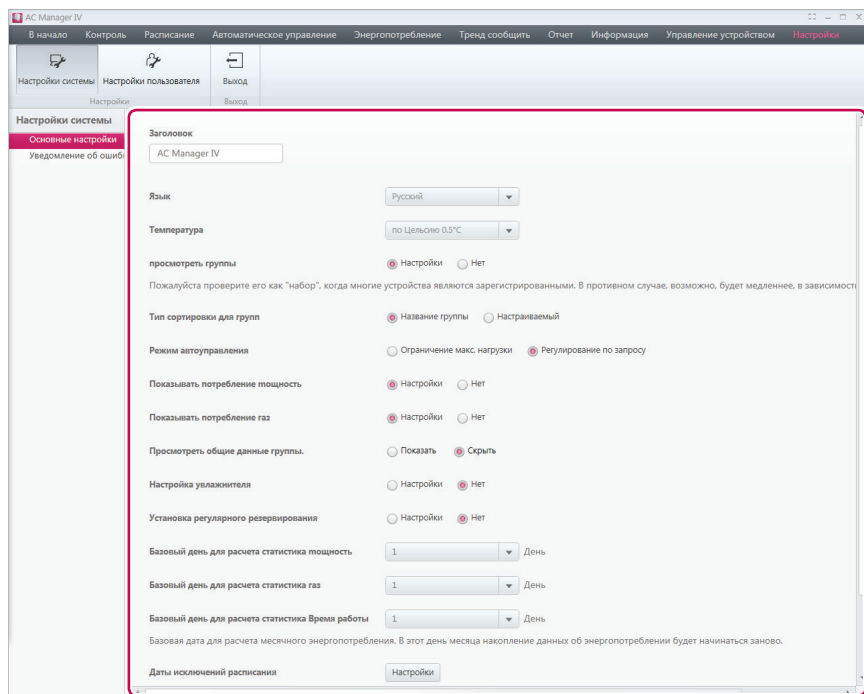 AC Manager IV
В начало Контроль Расписание Автоматическое управление Энергопотребление Тренд сообщить Отчет Информация Управление устройством Настройки
Настройки системы Настройки пользователя Выход
Настройки Выход
Настройки системы
Основные настройки
Уведомление об ошиб
Заголовок
AC Manager IV
Язык Русский
Температура по Цельсию 0.5°C
просмотреть группы Настройки Нет
Пожалуйста проверите его как "набор", когда многие устройства являются зарегистрированными. В противном случае, возможно, будет медленнее, в зависимост
Тип сортировки для групп Название группы Настраиваемый
Режим автоуправления Ограничение макс. нагрузки Регулирование по запросу
Показывать потребление мощность Настройки Нет
Показывать потребление газ Настройки Нет
Просмотреть общие данные группы. Показать Скрыть
Настройка увлажнителя Настройки Нет
Установка регулярного резервирования Настройки Нет
Базовый день для расчета статистика мощность 1 День
Базовый день для расчета статистика газ 1 День
Базовый день для расчета статистика Время работы 1 День
Базовая дата для расчета месячного энергопотребления. В этот день месяца накопление данных об энергопотреблении будет начинаться заново.
Даты исключений расписания Настройки